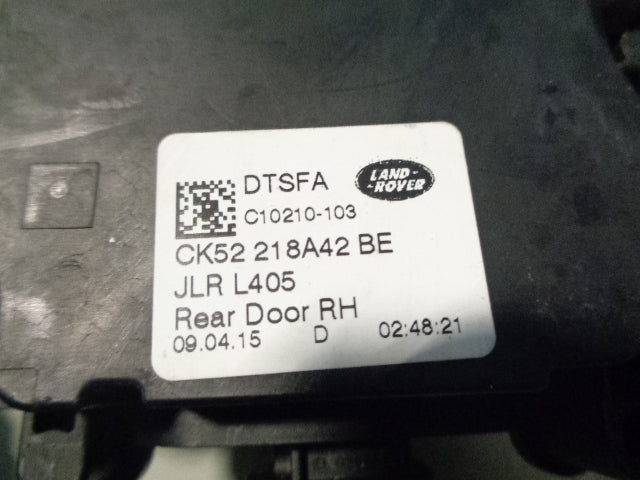 DTSFA
LAND-
-ROVER
C10210-103
CK52 218A42 BE
JLR L405
Rear Door RH
09.04.15 D 02:48:21